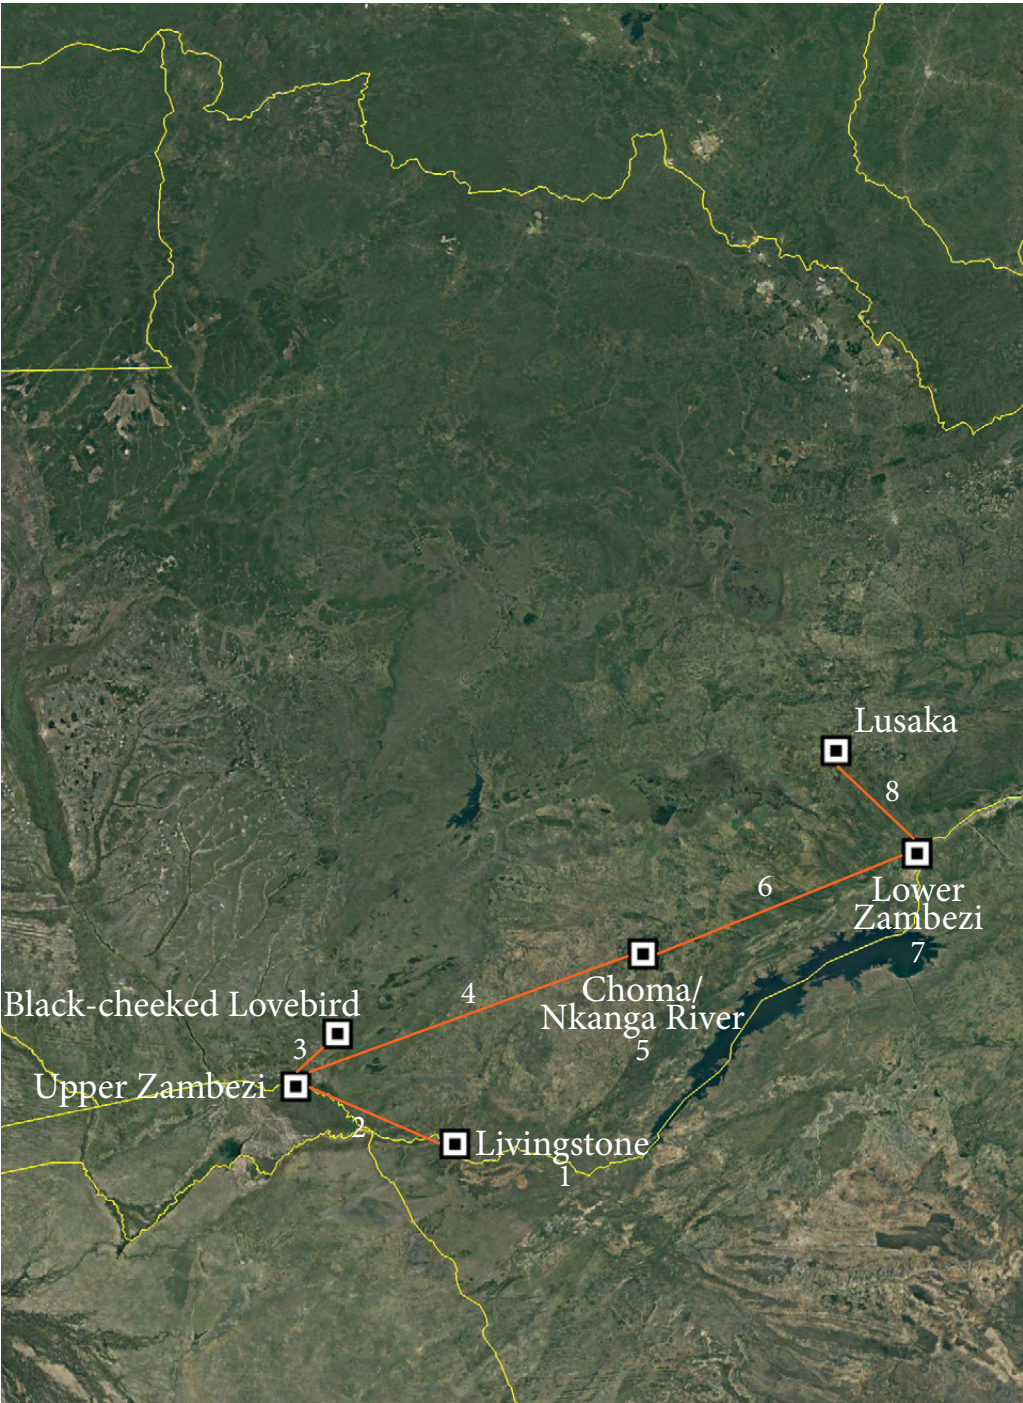 Lusaka
8
6
Lower
Zambezi
7
4
Choma/
Nkanga River
5
Black-cheeked Lovebird
3
Upper Zambezi
2
Livingstone
1